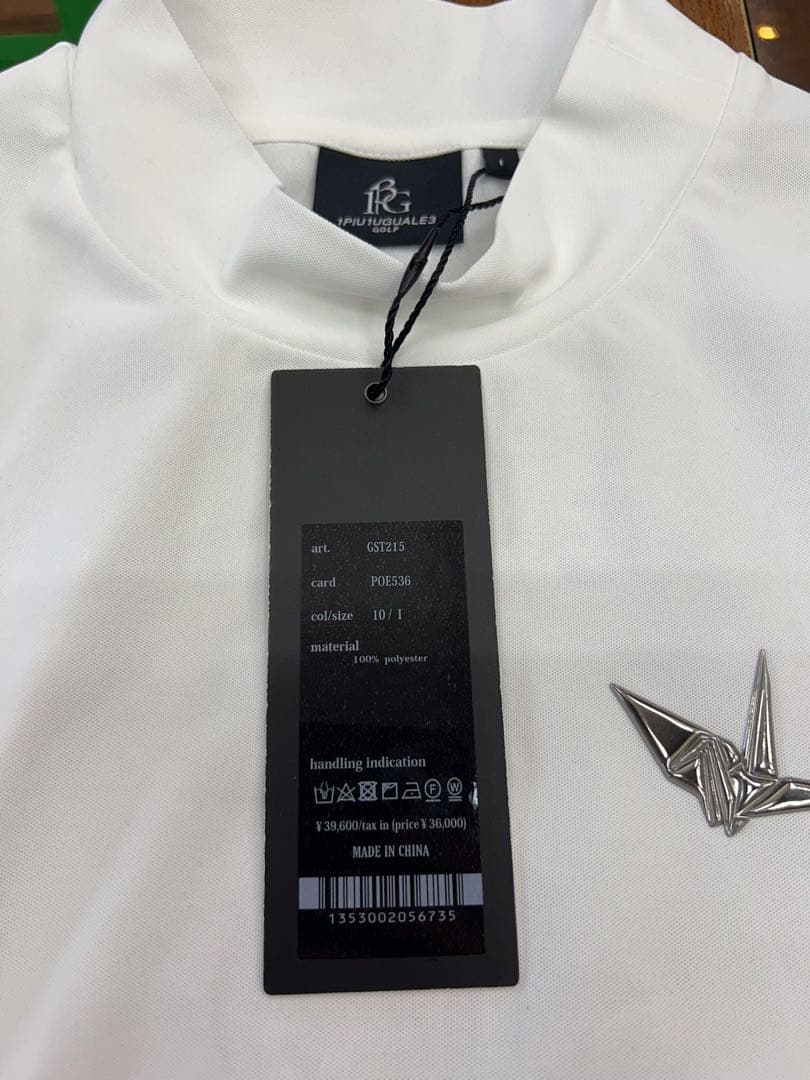 1PG
1PIU1UGUALE3
GOLF
I
art. GST215
card POE536
col/size 10 / I
material
100% polyester
handling indication
F W
¥39,600/tax in (price ¥36,000)
MADE IN CHINA
1353002056735